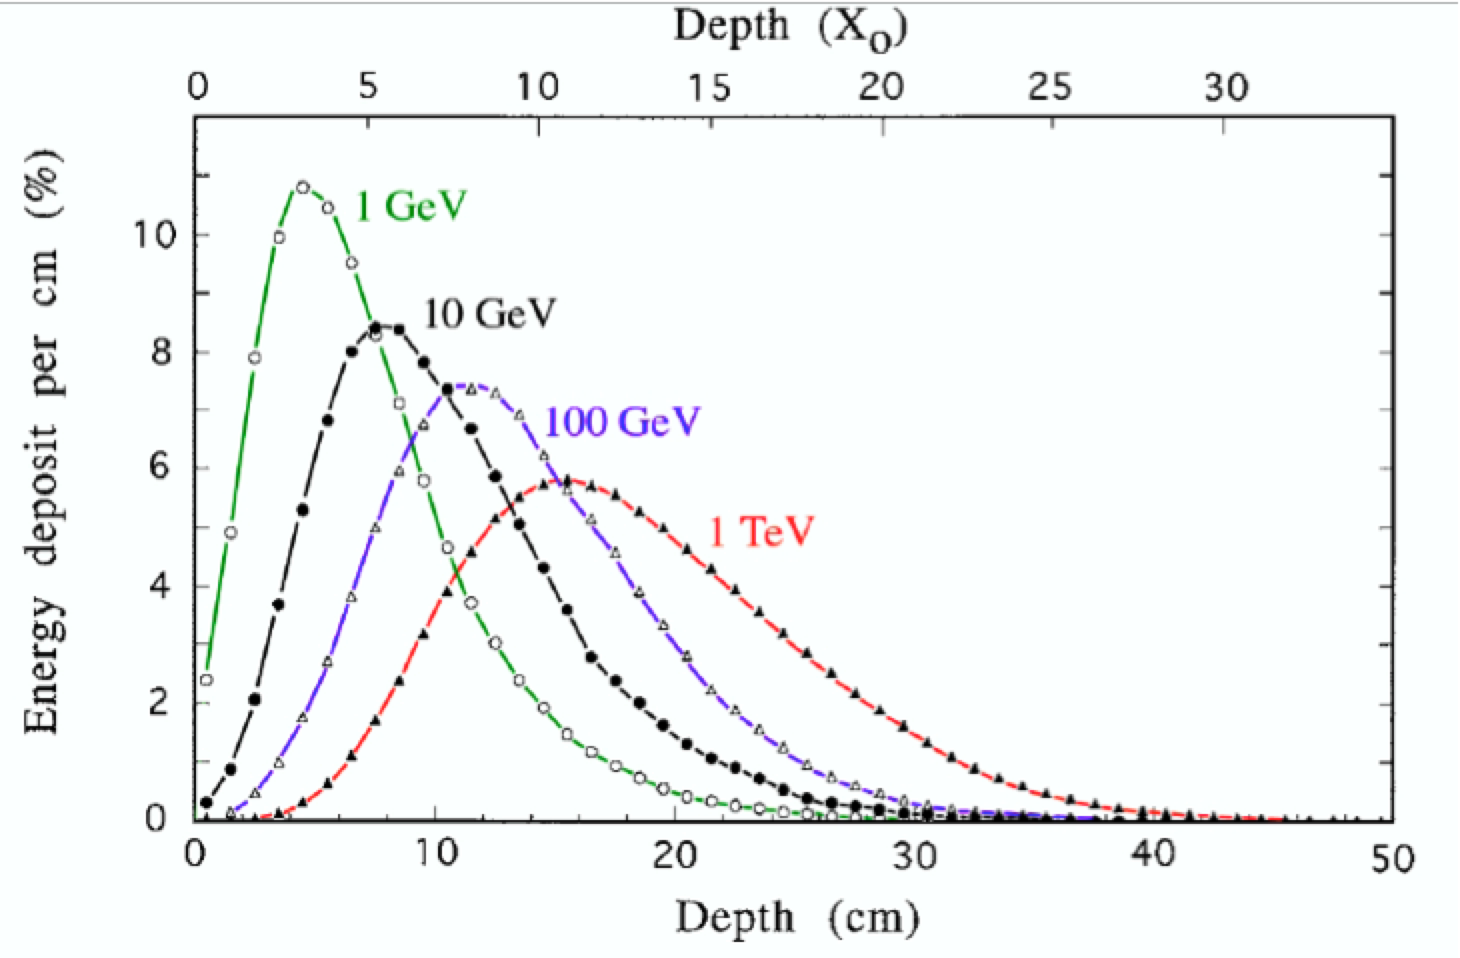 Depth (X₀)
0 5 10 15 20 25 30
Energy deposit per cm (%)
10
8
6
4
2
0
1 GeV
10 GeV
100 GeV
1 TeV
0 10 20 30 40 50
Depth (cm)